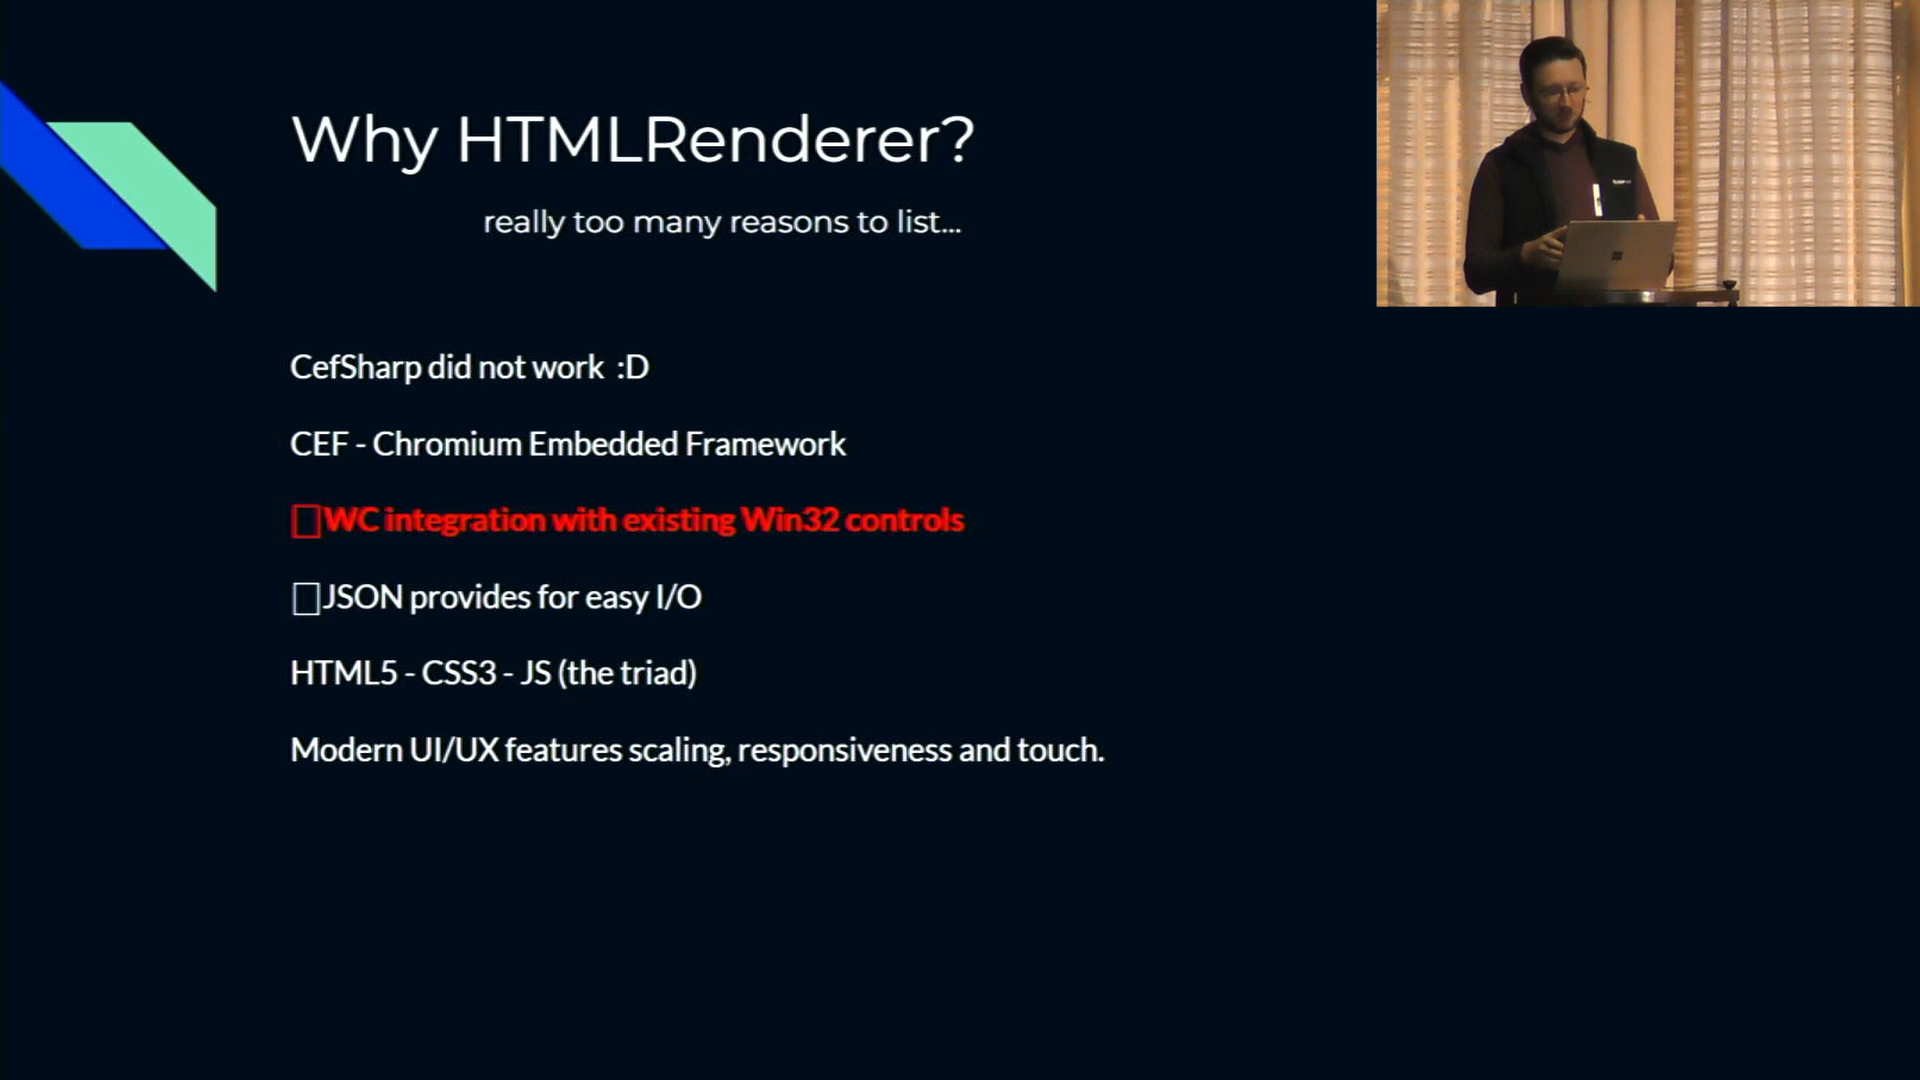 Why HTMLRenderer?
really too many reasons to list...
CefSharp did not work :D
CEF - Chromium Embedded Framework
WC integration with existing Win32 controls
JSON provides for easy I/O
HTML5 - CSS3 - JS (the triad)
Modern UI/UX features scaling, responsiveness and touch.